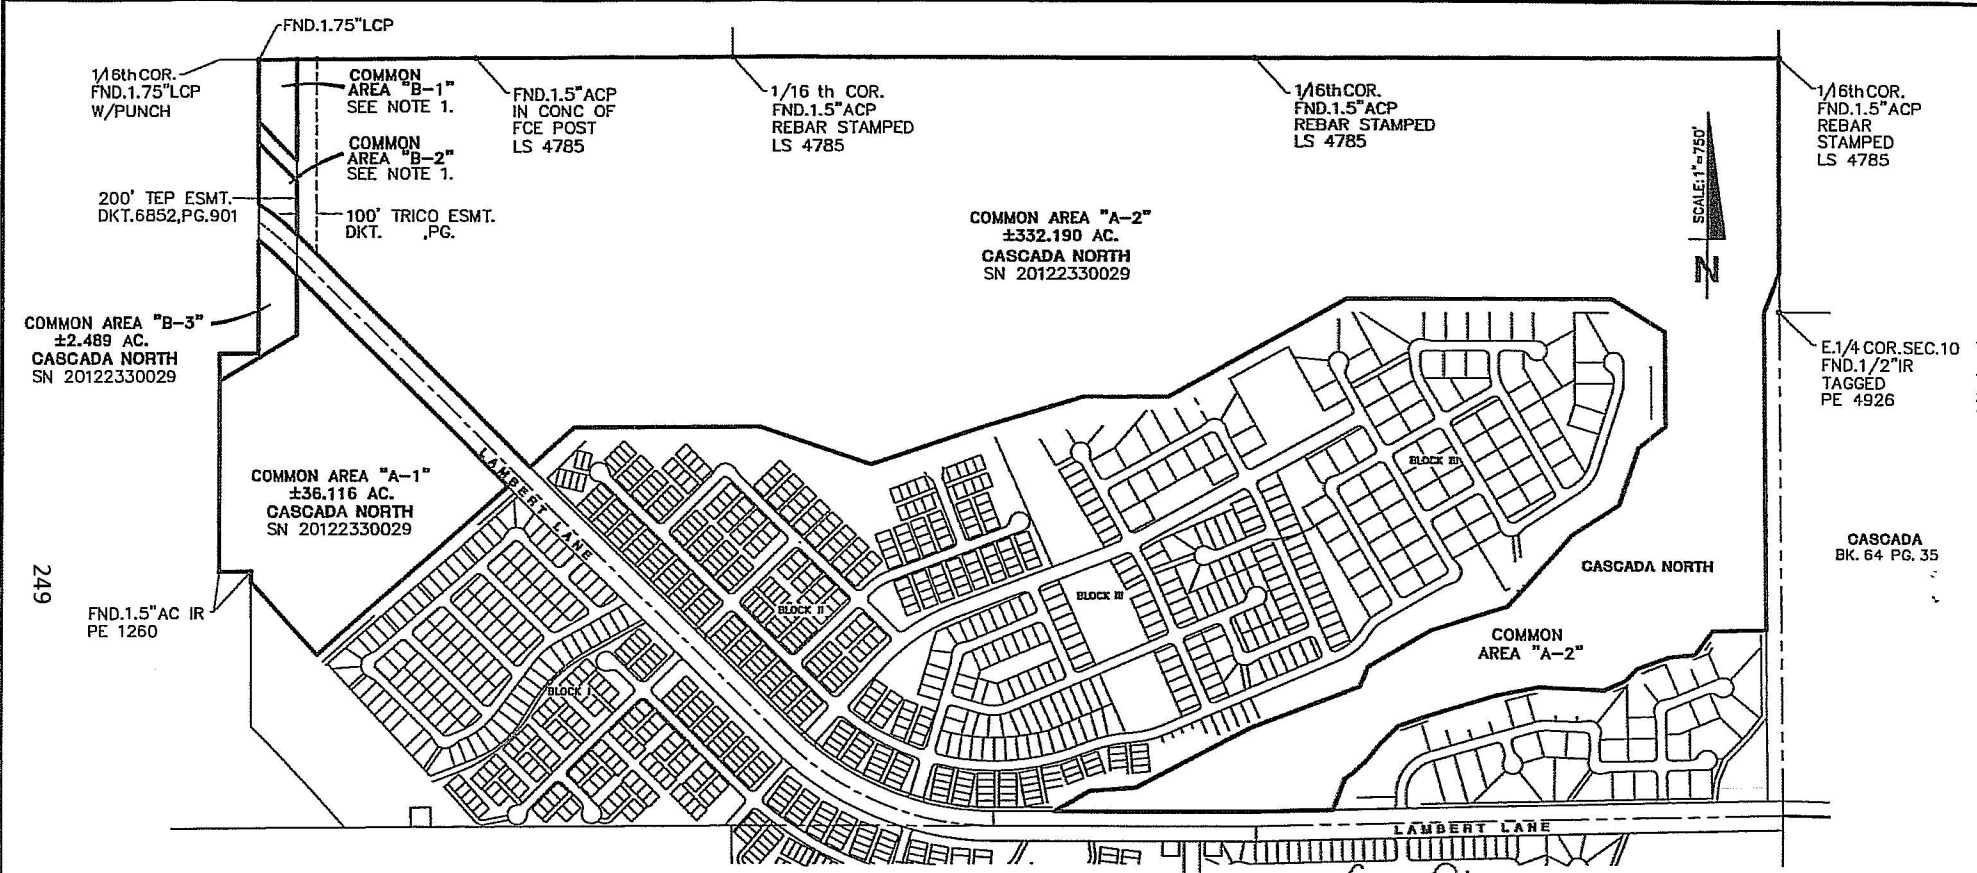 FND.1.75"LCP
1/16th COR.
FND.1.75"LCP
W/PUNCH
COMMON
AREA "B-1"
SEE NOTE 1.
COMMON
AREA "B-2"
SEE NOTE 1.
FND.1.5"ACP
IN CONC OF
FCE POST
LS 4785
1/16 th COR.
FND.1.5"ACP
REBAR STAMPED
LS 4785
1/16th COR.
FND.1.5"ACP
REBAR STAMPED
LS 4785
1/16th COR.
FND.1.5"ACP
REBAR
STAMPED
LS 4785
SCALE:1"=750'
N
200' TEP ESMT.
DKT.6852,PG.901
100' TRICO ESMT.
DKT. ,PG.
COMMON AREA "A-2"
±332.190 AC.
CASCADA NORTH
SN 20122330029
COMMON AREA "B-3"
±2.489 AC.
CASCADA NORTH
SN 20122330029
E.1/4 COR.SEC.10
FND.1/2"IR
TAGGED
PE 4926
COMMON AREA "A-1"
±36.116 AC.
CASCADA NORTH
SN 20122330029
LAMBERT LANE
BLOCK III
CASCADA
BK. 64 PG. 35
CASCADA NORTH
249
FND.1.5"AC IR
PE 1260
BLOCK II
BLOCK III
COMMON
AREA "A-2"
BLOCK I
LAMBERT LANE